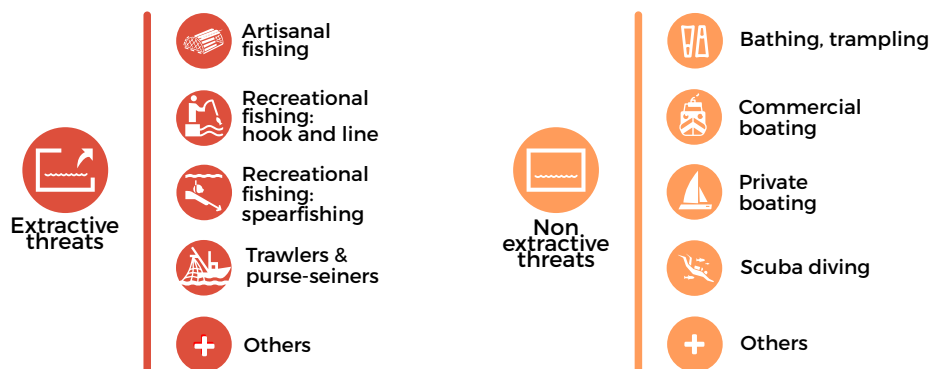 Extractive
threats
Artisanal
fishing
Recreational
fishing:
hook and line
Recreational
fishing:
spearfishing
Trawlers &
purse-seiners
Others
Non
extractive
threats
Bathing, trampling
Commercial
boating
Private
boating
Scuba diving
Others